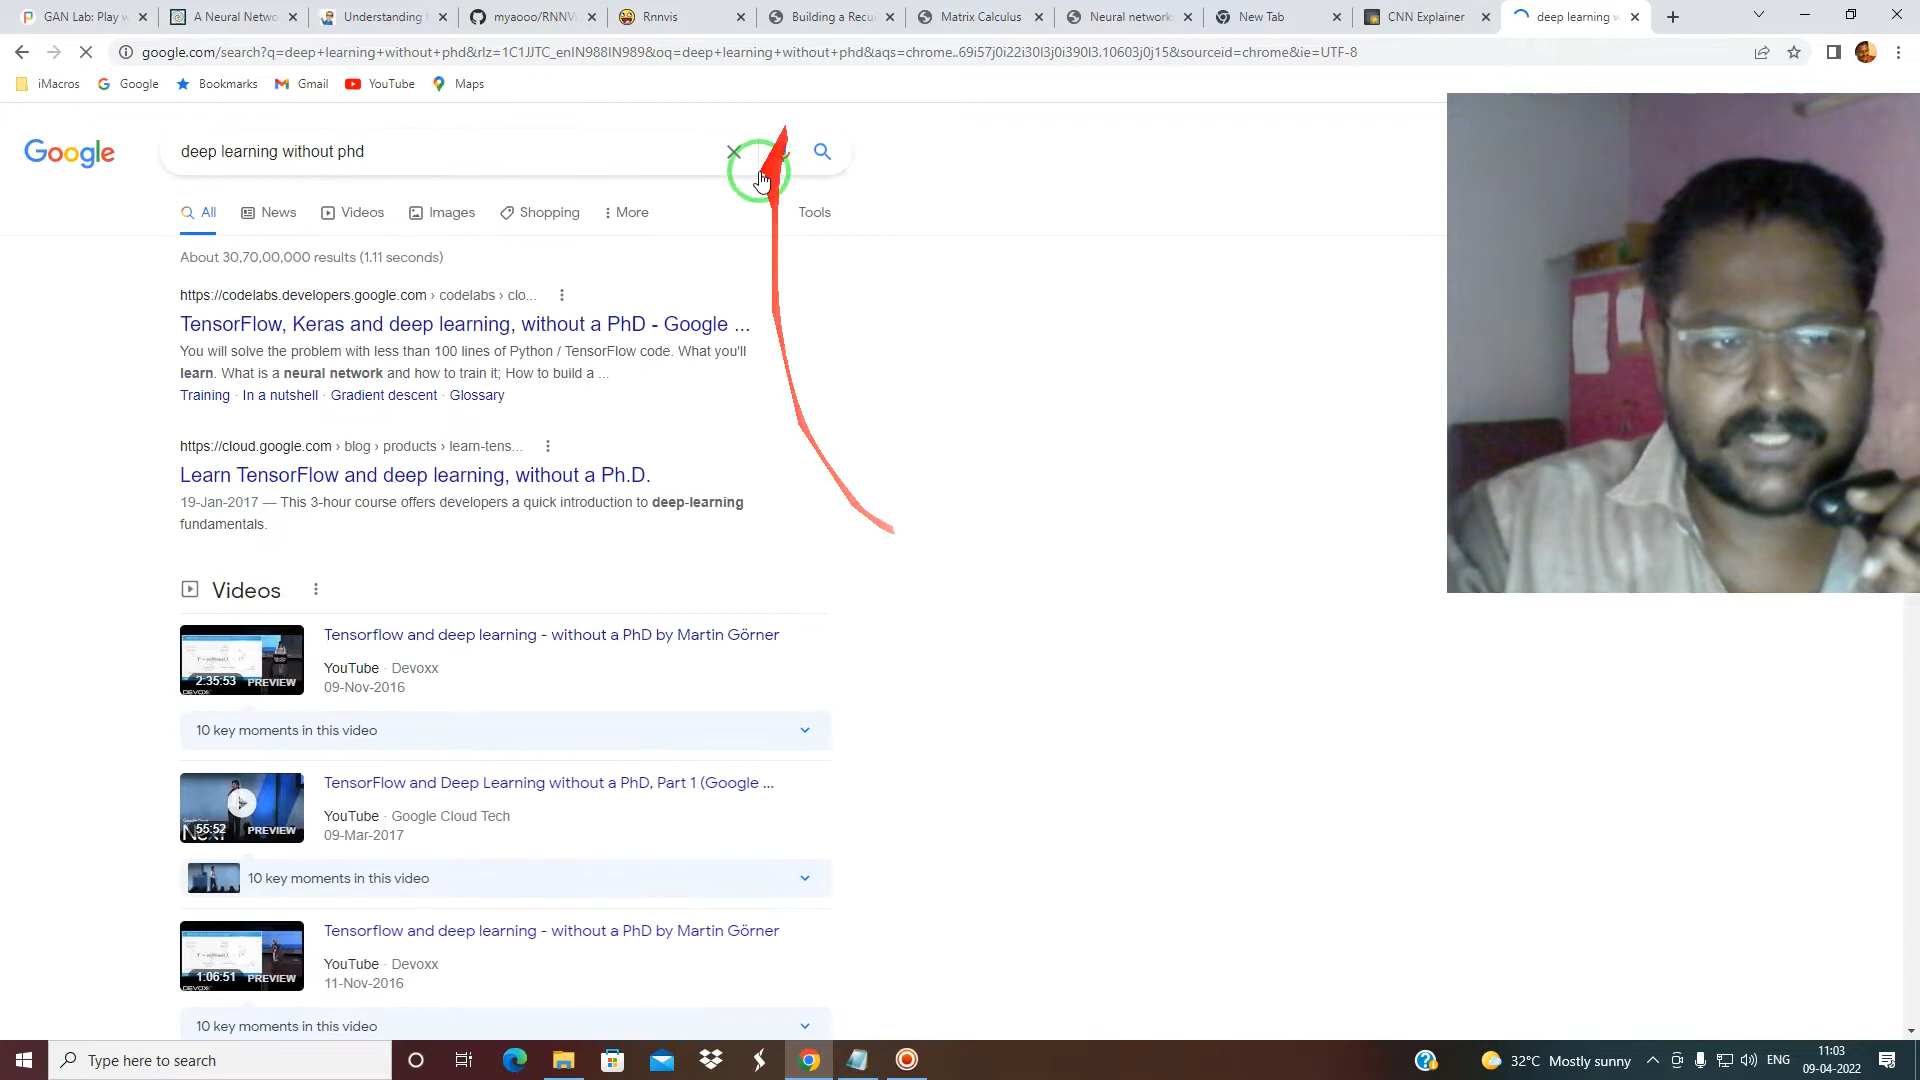 GAN Lab: Play w
A Neural Netwo
Understanding
myaooo/RNNVi
Rnnvis
Building a Recu
Matrix Calculus
Neural network
New Tab
CNN Explainer
deep learning w
google.com/search?q=deep+learning+without+phd&rlz=1C1JJTC_enIN988IN989&oq=deep+learning+without+phd&aqs=chrome..69i57j0i22i30l3j0i390l3.10603j0j15&sourceid=chrome&ie=UTF-8
iMacros
Google
Bookmarks
Gmail
YouTube
Maps
Google
deep learning without phd
All
News
Videos
Images
Shopping
More
Tools
About 30,70,00,000 results (1.11 seconds)
https://codelabs.developers.google.com › codelabs › clo...
TensorFlow, Keras and deep learning, without a PhD - Google ...
You will solve the problem with less than 100 lines of Python / TensorFlow code. What you'll
learn. What is a neural network and how to train it; How to build a ...
Training · In a nutshell · Gradient descent · Glossary
https://cloud.google.com › blog › products › learn-tens...
Learn TensorFlow and deep learning, without a Ph.D.
19-Jan-2017 — This 3-hour course offers developers a quick introduction to deep-learning
fundamentals.
Videos
Tensorflow and deep learning - without a PhD by Martin Görner
YouTube · Devoxx
09-Nov-2016
2:35:53 PREVIEW
DEVOXX
10 key moments in this video
TensorFlow and Deep Learning without a PhD, Part 1 (Google ...
YouTube · Google Cloud Tech
09-Mar-2017
55:52 PREVIEW
Next
10 key moments in this video
Tensorflow and deep learning - without a PhD by Martin Görner
YouTube · Devoxx
11-Nov-2016
1:06:51 PREVIEW
DEVOXX
10 key moments in this video
Type here to search
32°C Mostly sunny
ENG
11:03
09-04-2022